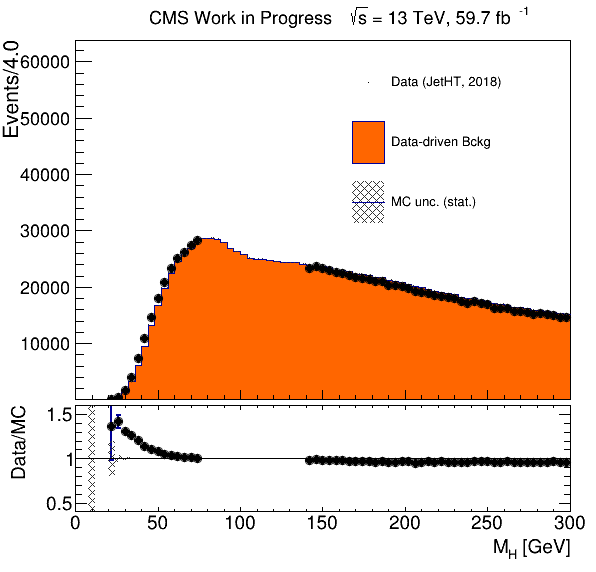 CMS Work in Progress √s = 13 TeV, 59.7 fb⁻¹
Events/4.0
60000
50000
40000
30000
20000
10000
Data (JetHT, 2018)
Data-driven Bckg
MC unc. (stat.)
Data/MC
1.5
1
0.5
0 50 100 150 200 250 300
M_H [GeV]